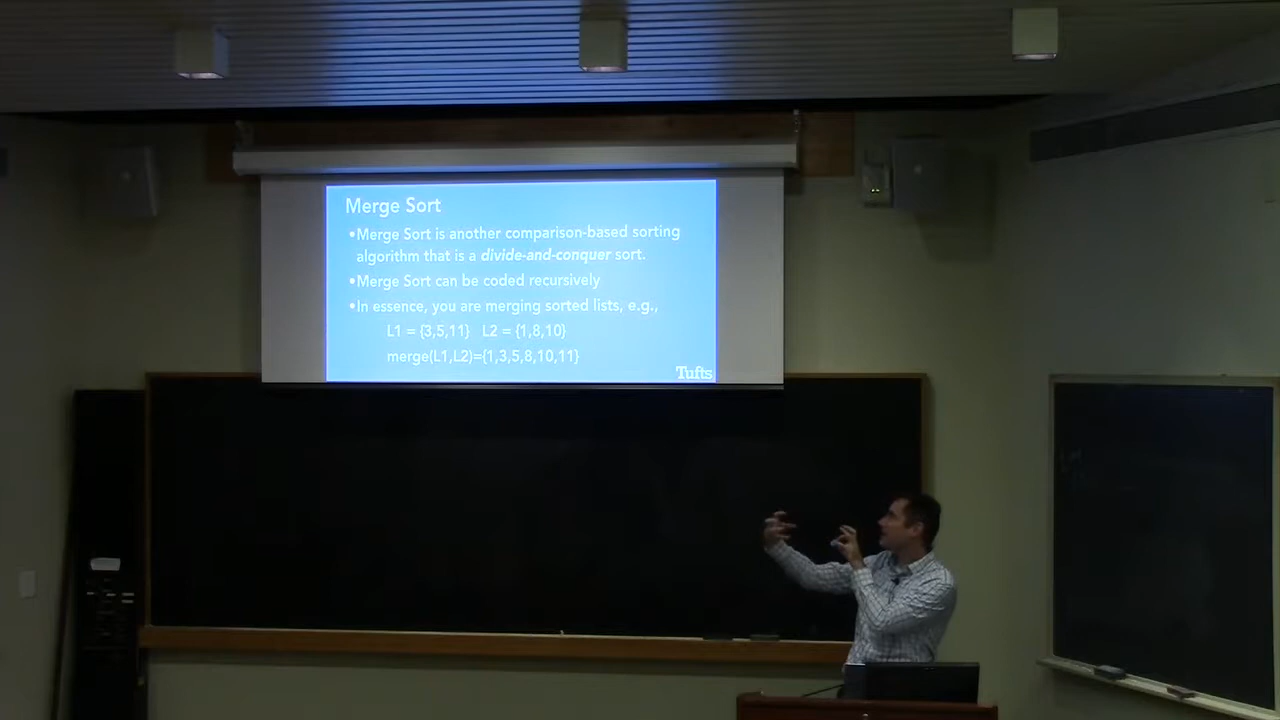 Merge Sort
•Merge Sort is another comparison-based sorting
algorithm that is a divide-and-conquer sort.
•Merge Sort can be coded recursively
•In essence, you are merging sorted lists, e.g.,
L1 = {3,5,11} L2 = {1,8,10}
merge(L1,L2)={1,3,5,8,10,11}
Tufts